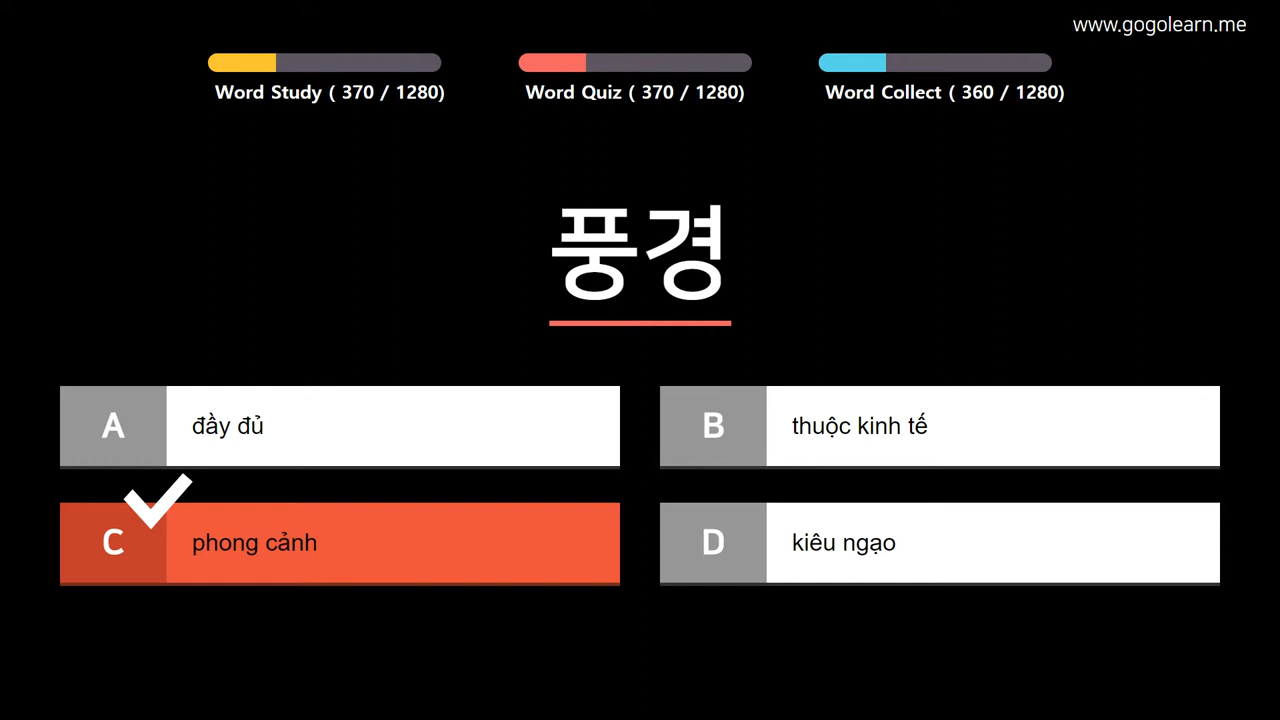 www.gogolearn.me
Word Study ( 370 / 1280)
Word Quiz ( 370 / 1280)
Word Collect ( 360 / 1280)
풍경
A
đầy đủ
B
thuộc kinh tế
C
phong cảnh
D
kiêu ngạo